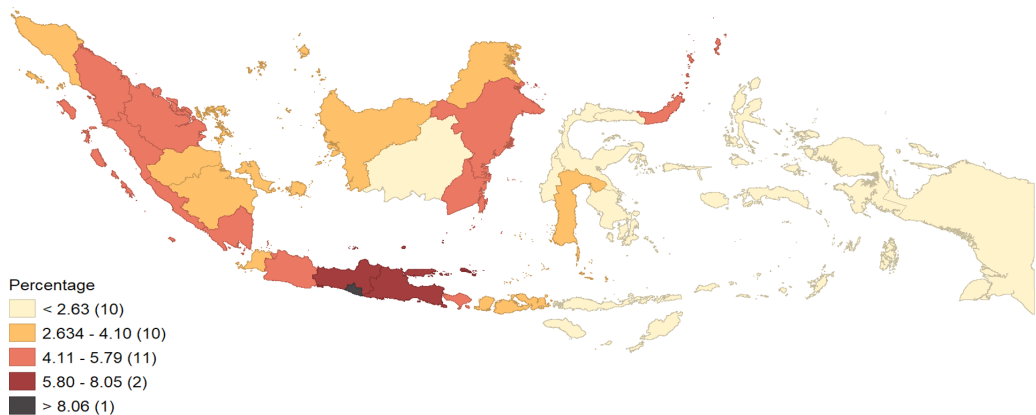 Percentage
< 2.63 (10)
2.634 - 4.10 (10)
4.11 - 5.79 (11)
5.80 - 8.05 (2)
> 8.06 (1)